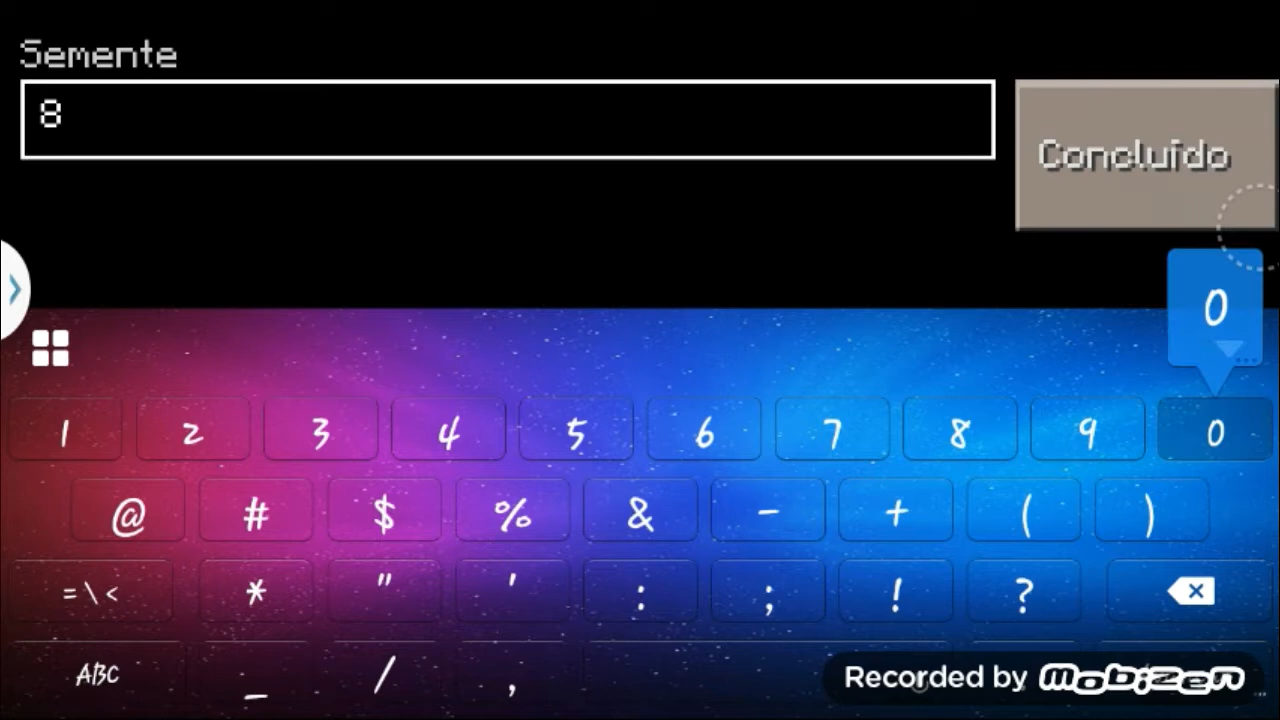 Semente
8
Concluído
0
1 2 3 4 5 6 7 8 9 0
@ # $ % & - + ( )
= \ < * " ' : ; ! ?
ABC _ / ,
Recorded by mobizen